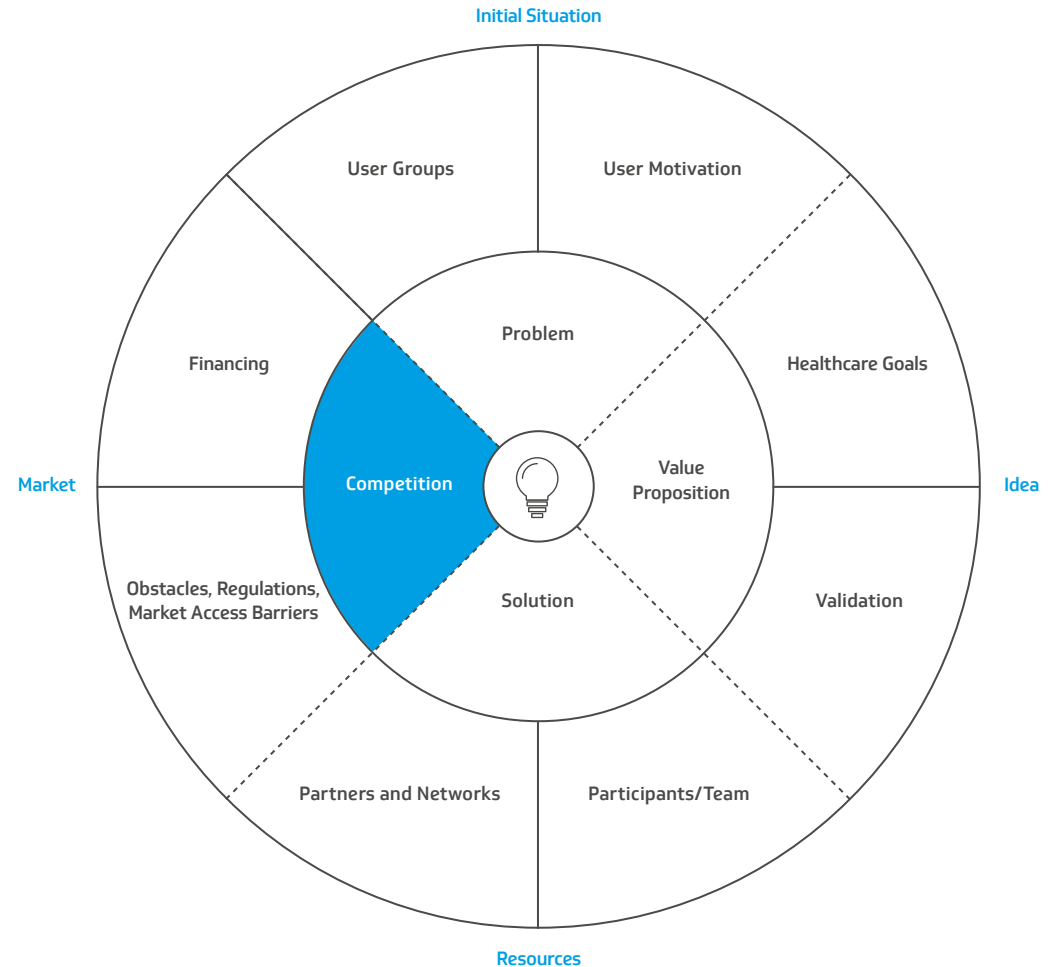 Initial Situation
User Groups
User Motivation
Problem
Financing
Healthcare Goals
Market
Competition
Value
Proposition
Idea
Obstacles, Regulations,
Market Access Barriers
Solution
Validation
Partners and Networks
Participants/Team
Resources